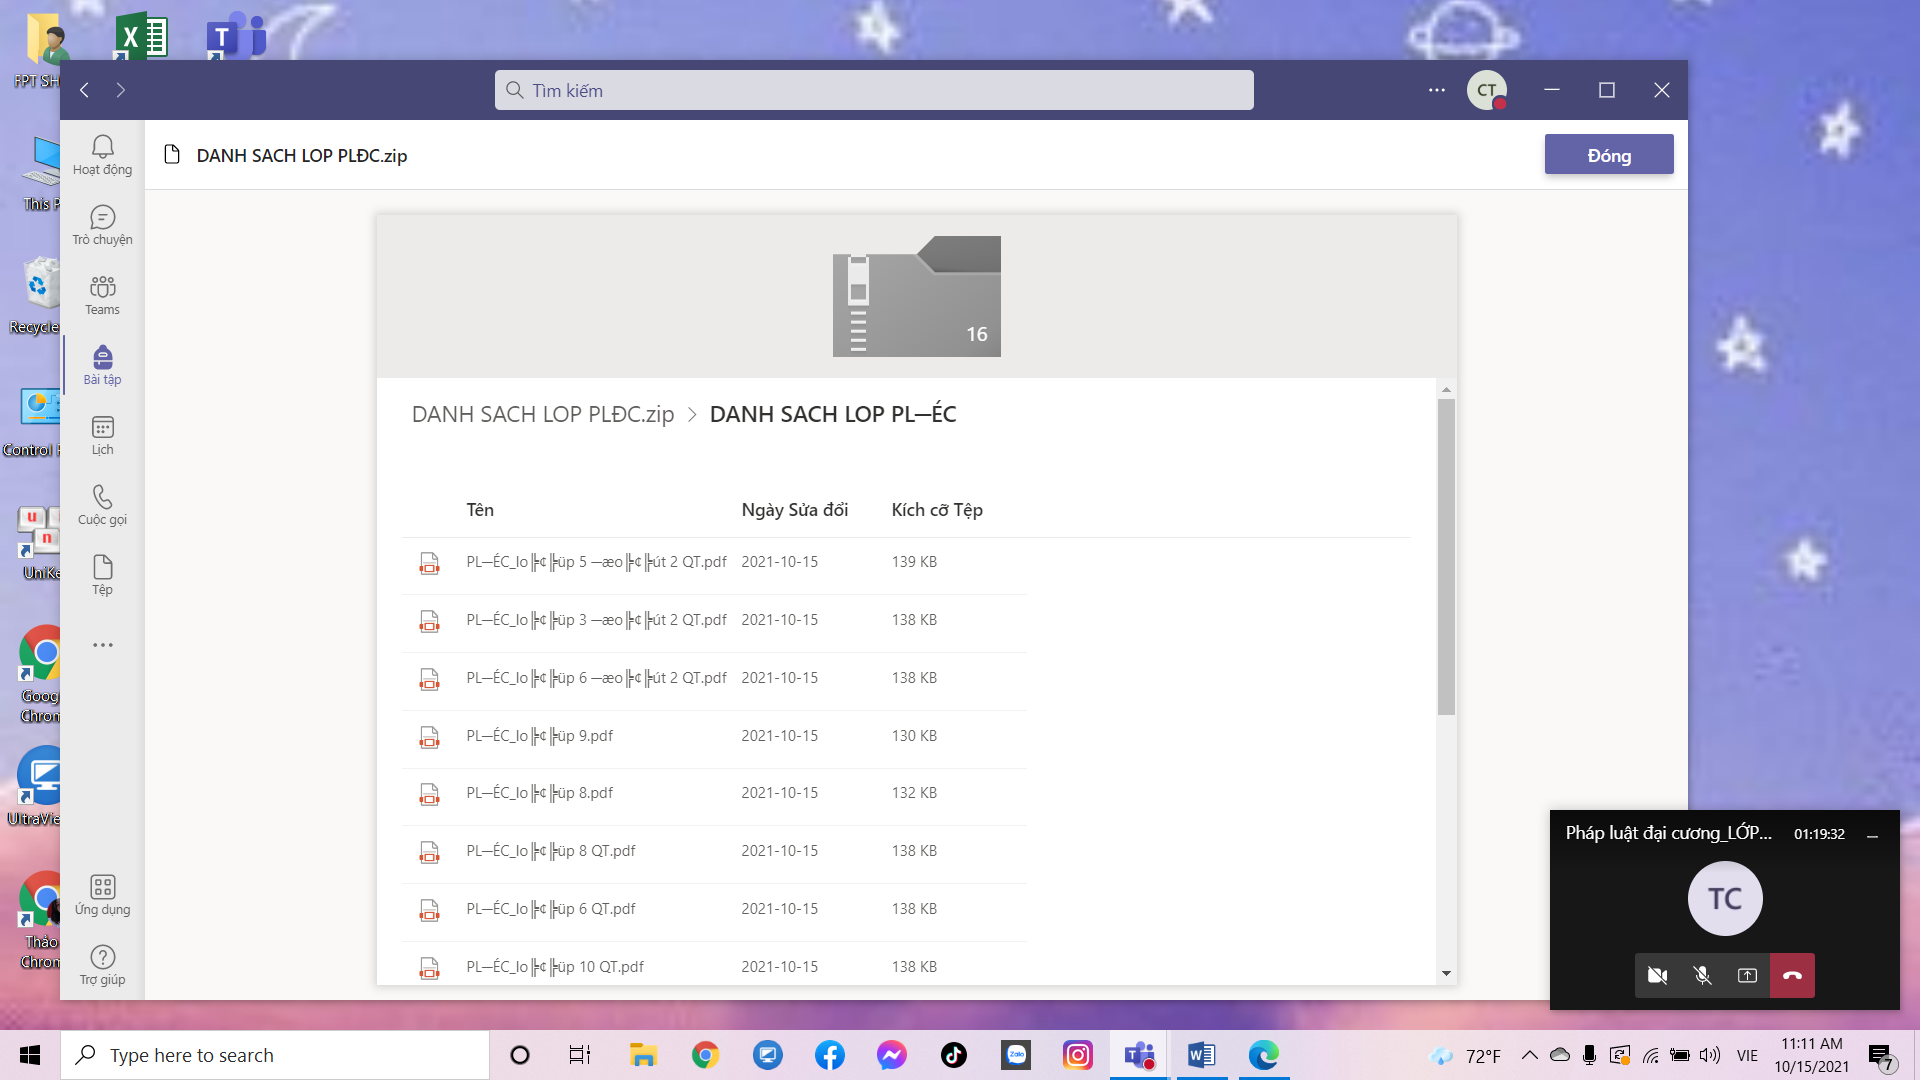 FPT SH
Tìm kiếm
CT
DANH SACH LOP PLĐC.zip
Đóng
Hoạt động
Trò chuyện
Teams
Bài tập
Lịch
Cuộc gọi
Tệp
Ứng dụng
Trợ giúp
This P
Recycle
Control P
UniKe
Goog
Chrom
UltraVie
Thảo
Chrom
16
DANH SACH LOP PLĐC.zip > DANH SACH LOP PL─ÉC
Tên Ngày Sửa đổi Kích cỡ Tệp
PL─ÉC_lo╠¢╠üp 5 ─æo╠¢╠út 2 QT.pdf 2021-10-15 139 KB
PL─ÉC_lo╠¢╠üp 3 ─æo╠¢╠út 2 QT.pdf 2021-10-15 138 KB
PL─ÉC_lo╠¢╠üp 6 ─æo╠¢╠út 2 QT.pdf 2021-10-15 138 KB
PL─ÉC_lo╠¢╠üp 9.pdf 2021-10-15 130 KB
PL─ÉC_lo╠¢╠üp 8.pdf 2021-10-15 132 KB
PL─ÉC_lo╠¢╠üp 8 QT.pdf 2021-10-15 138 KB
PL─ÉC_lo╠¢╠üp 6 QT.pdf 2021-10-15 138 KB
PL─ÉC_lo╠¢╠üp 10 QT.pdf 2021-10-15 138 KB
Pháp luật đại cương_LỚP... 01:19:32
TC
Type here to search
Zalo
72°F
VIE
11:11 AM
10/15/2021
7